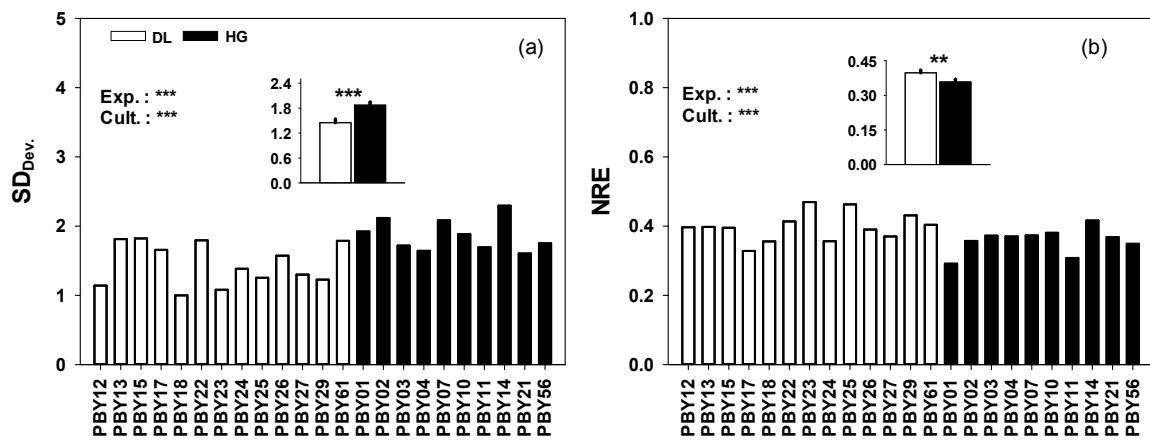 5
4
3
2
1
0
SD Dev.
DL HG
(a)
Exp. : ***
Cult. : ***
2.4
1.8
1.2
0.6
0.0
***
PBY12
PBY13
PBY15
PBY17
PBY18
PBY22
PBY23
PBY24
PBY25
PBY26
PBY27
PBY29
PBY61
PBY01
PBY02
PBY03
PBY04
PBY07
PBY10
PBY11
PBY14
PBY21
PBY56
1.0
0.8
0.6
0.4
0.2
0.0
NRE
(b)
Exp. : ***
Cult. : ***
0.45
0.30
0.15
0.00
**
PBY12
PBY13
PBY15
PBY17
PBY18
PBY22
PBY23
PBY24
PBY25
PBY26
PBY27
PBY29
PBY61
PBY01
PBY02
PBY03
PBY04
PBY07
PBY10
PBY11
PBY14
PBY21
PBY56